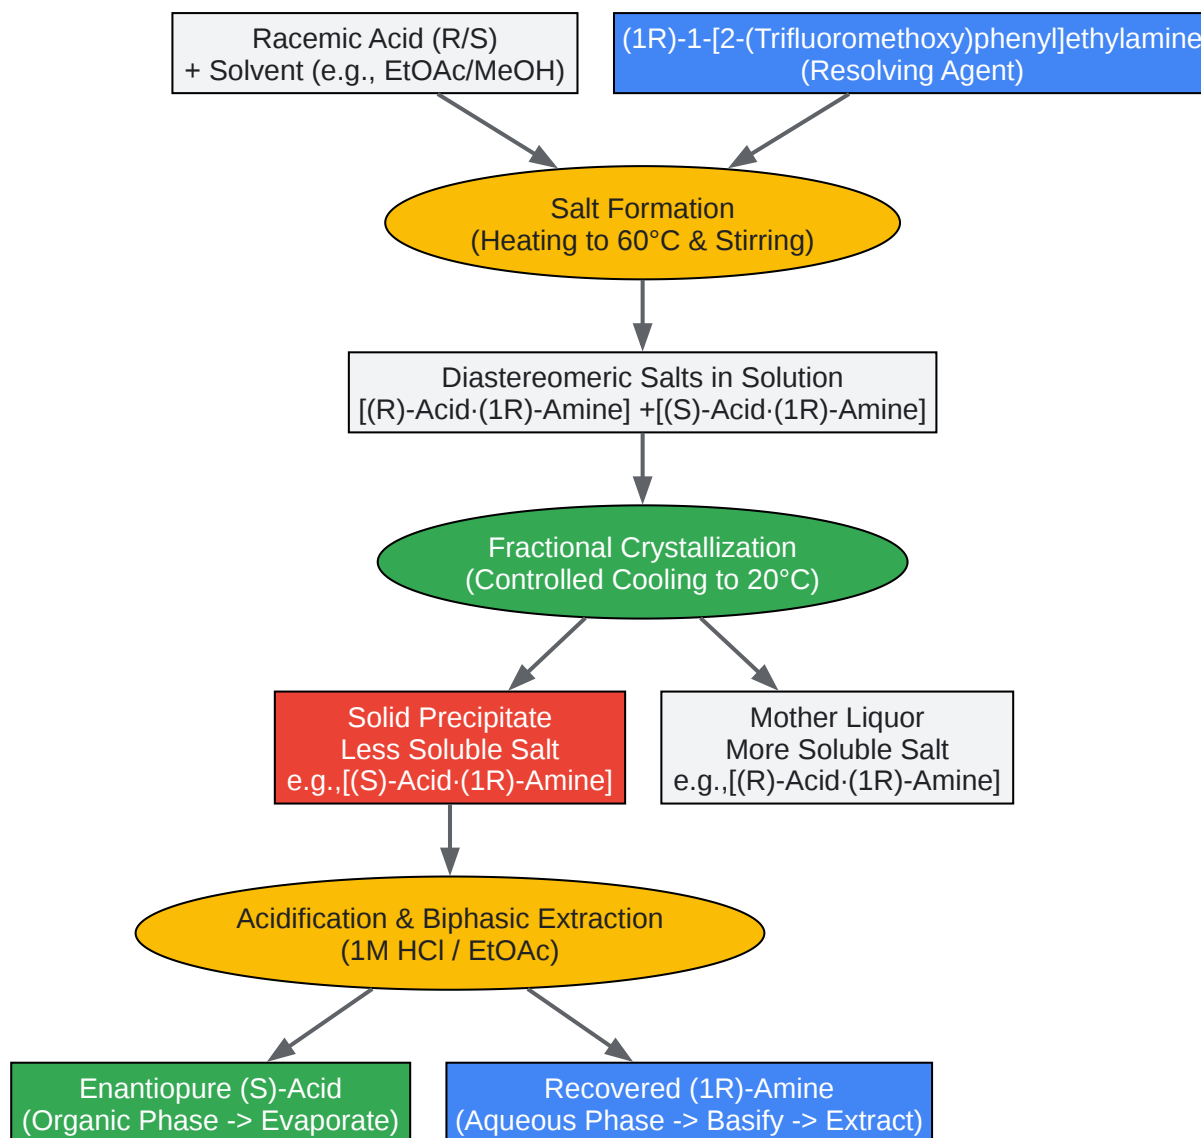 Racemic Acid (R/S)
+ Solvent (e.g., EtOAc/MeOH)
(1R)-1-[2-(Trifluoromethoxy)phenyl]ethylamine
(Resolving Agent)
Salt Formation
(Heating to 60°C & Stirring)
Diastereomeric Salts in Solution
[(R)-Acid·(1R)-Amine] +[(S)-Acid·(1R)-Amine]
Fractional Crystallization
(Controlled Cooling to 20°C)
Solid Precipitate
Less Soluble Salt
e.g.,[(S)-Acid·(1R)-Amine]
Mother Liquor
More Soluble Salt
e.g.,[(R)-Acid·(1R)-Amine]
Acidification & Biphasic Extraction
(1M HCl / EtOAc)
Enantiopure (S)-Acid
(Organic Phase -> Evaporate)
Recovered (1R)-Amine
(Aqueous Phase -> Basify -> Extract)